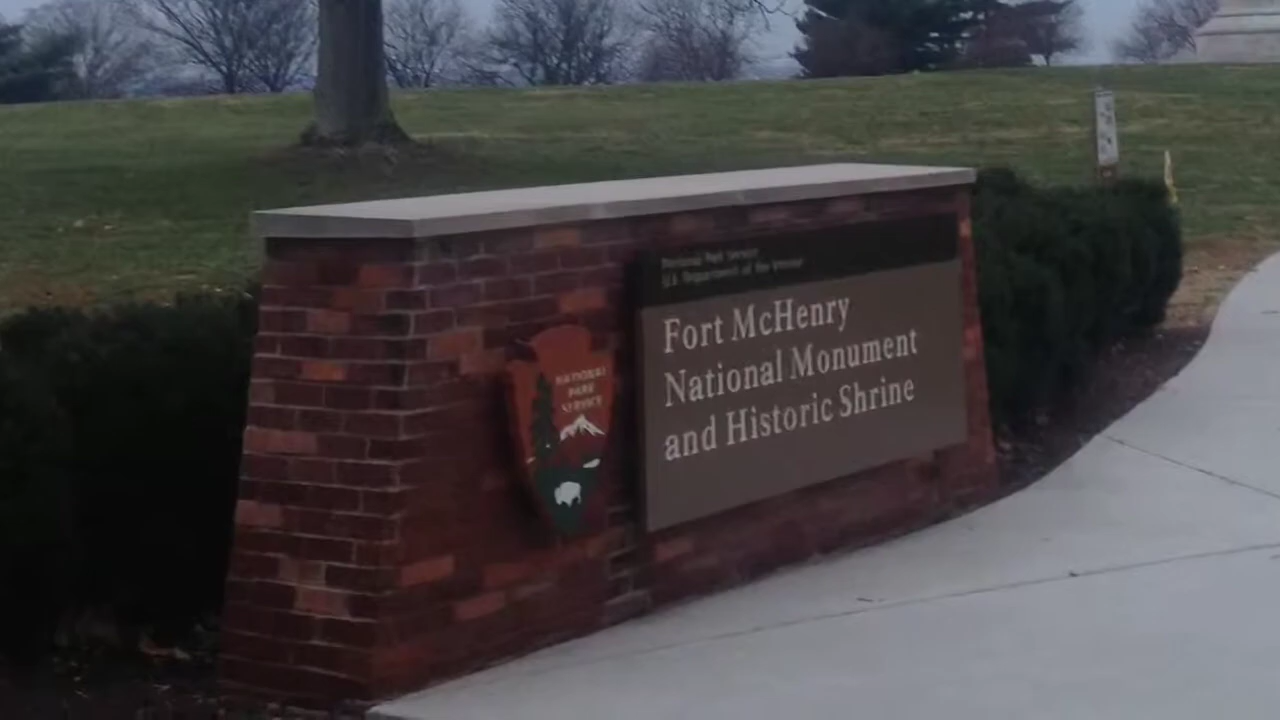 NATIONAL
PARK
SERVICE
National Park Service
U.S. Department of the Interior
Fort McHenry
National Monument
and Historic Shrine